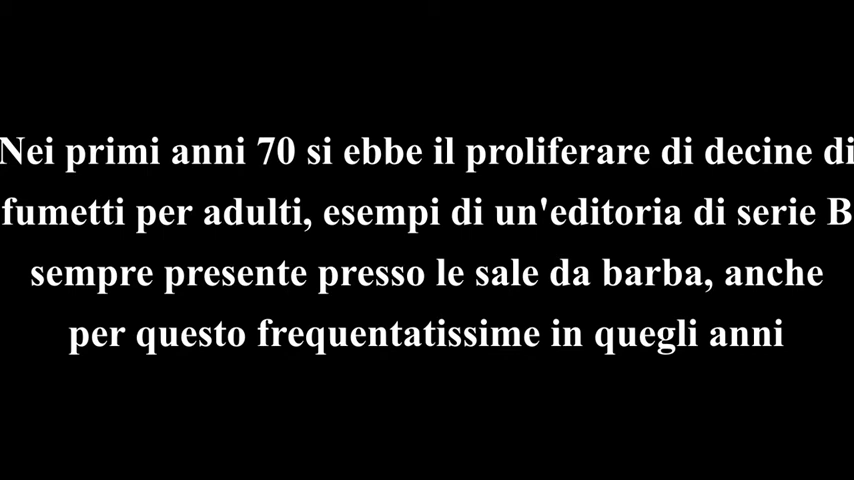 Nei primi anni 70 si ebbe il proliferare di decine di
fumetti per adulti, esempi di un'editoria di serie B
sempre presente presso le sale da barba, anche
per questo frequentatissime in quegli anni